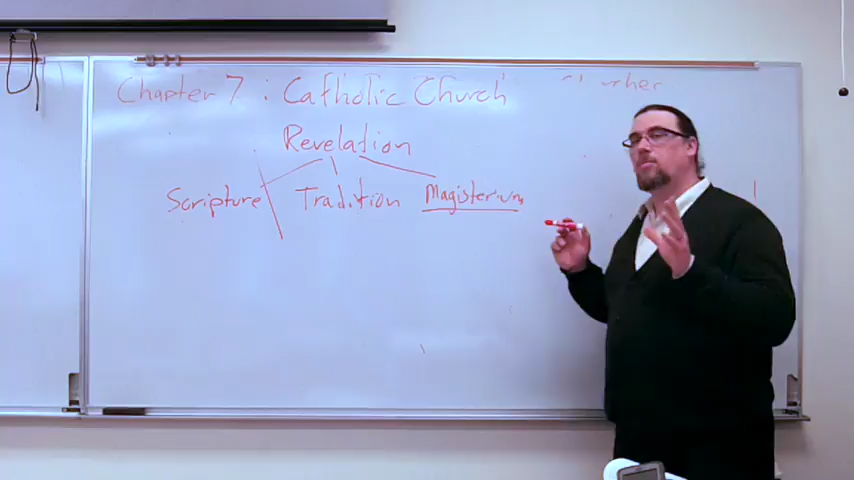 Chapter 7 : Catholic Church
Revelation
Scripture Tradition Magisterium